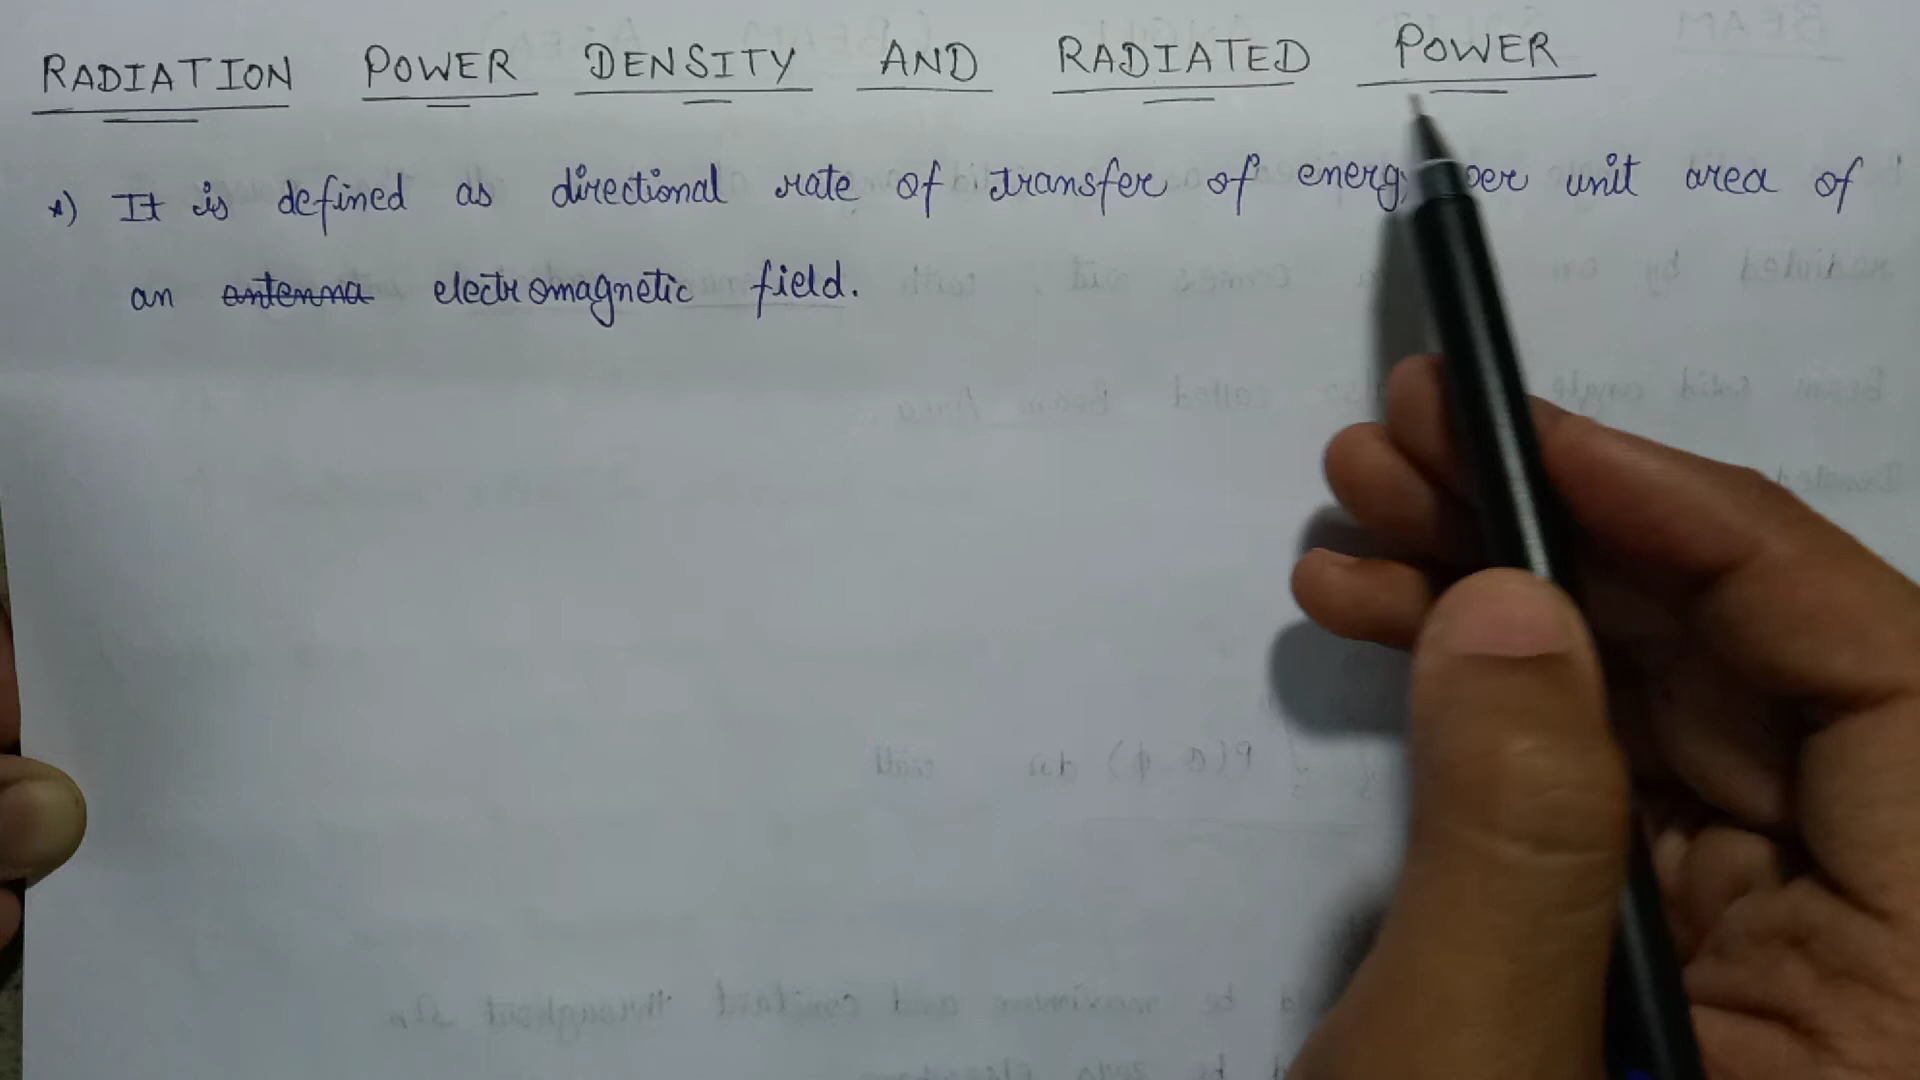 RADIATION POWER DENSITY AND RADIATED POWER
*) It is defined as directional rate of transfer of energy per unit area of
an antenna electromagnetic field.